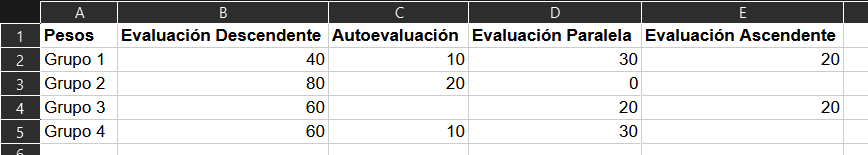 A B C D E
1 Pesos Evaluación Descendente Autoevaluación Evaluación Paralela Evaluación Ascendente
2 Grupo 1 40 10 30 20
3 Grupo 2 80 20 0
4 Grupo 3 60 20 20
5 Grupo 4 60 10 30
6